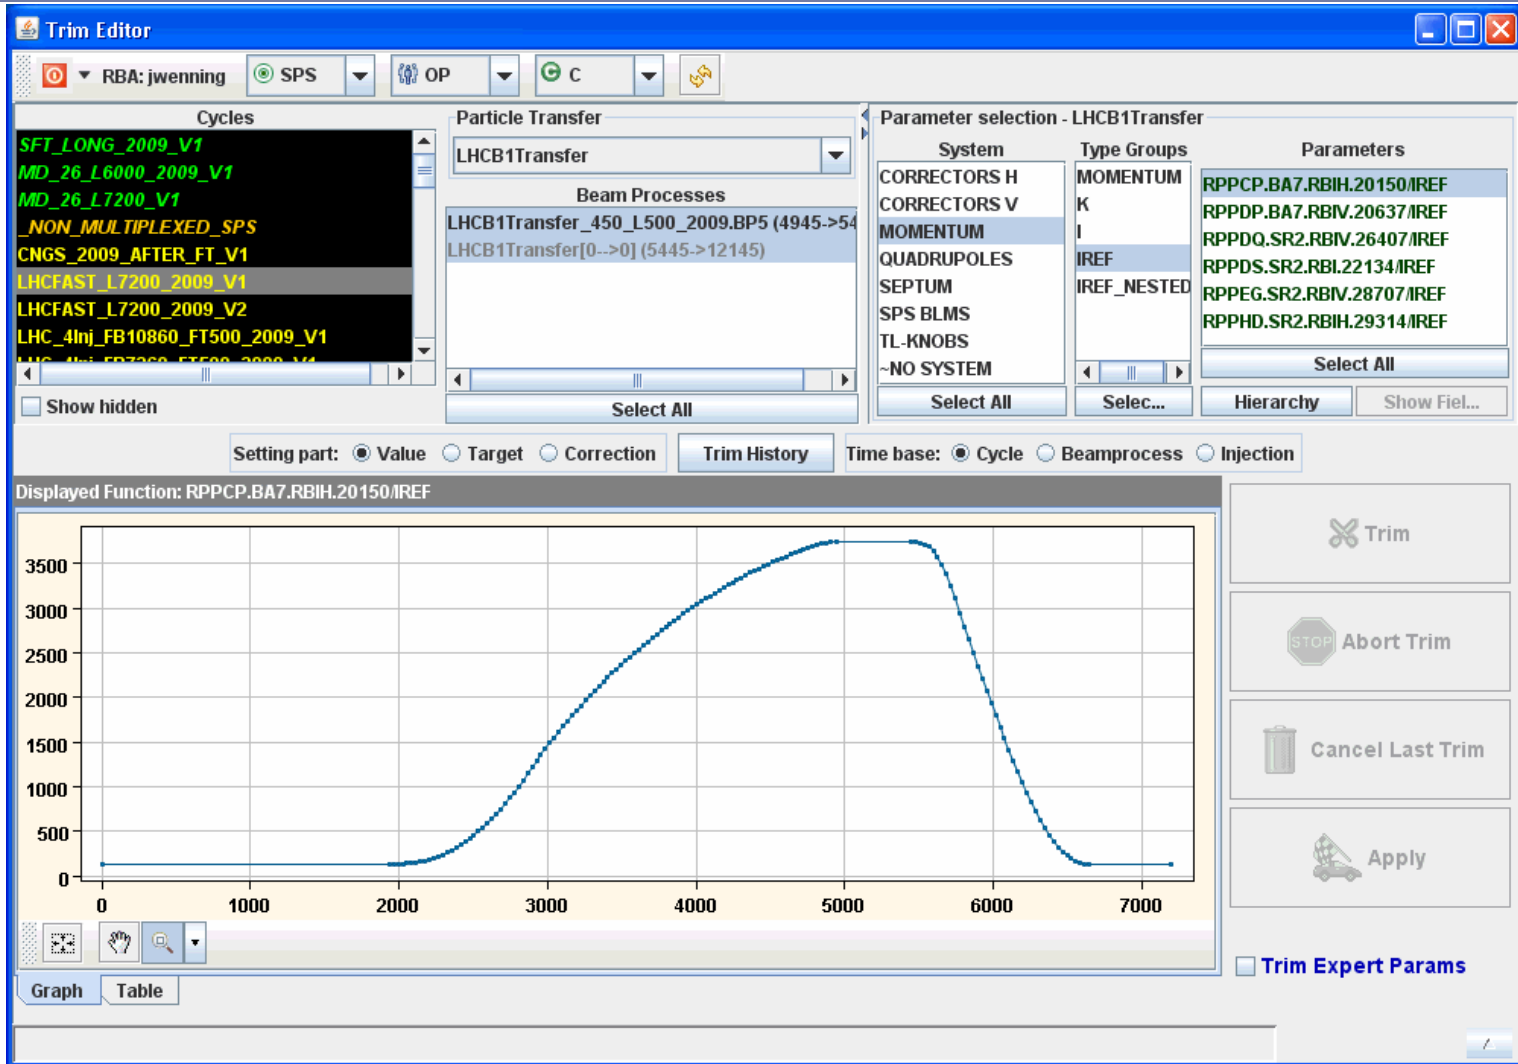 Trim Editor
RBA: jwenning SPS OP C
Cycles
SFT_LONG_2009_V1
MD_26_L6000_2009_V1
MD_26_L7200_V1
_NON_MULTIPLEXED_SPS
CNGS_2009_AFTER_FT_V1
LHCFAST_L7200_2009_V1
LHCFAST_L7200_2009_V2
LHC_4Inj_FB10860_FT500_2009_V1
Show hidden
Particle Transfer
LHCB1Transfer
Beam Processes
LHCB1Transfer_450_L500_2009.BP5 (4945->54
LHCB1Transfer[0-->0] (5445->12145)
Select All
Parameter selection - LHCB1Transfer
System
CORRECTORS H
CORRECTORS V
MOMENTUM
QUADRUPOLES
SEPTUM
SPS BLMS
TL-KNOBS
~NO SYSTEM
Select All
Type Groups
MOMENTUM
K
I
IREF
IREF_NESTED
Selec...
Parameters
RPPCP.BA7.RBIH.20150/IREF
RPPDP.BA7.RBIV.20637/IREF
RPPDQ.SR2.RBIV.26407/IREF
RPPDS.SR2.RBI.22134/IREF
RPPEG.SR2.RBIV.28707/IREF
RPPHD.SR2.RBIH.29314/IREF
Select All
Hierarchy Show Fiel...
Setting part: Value Target Correction Trim History Time base: Cycle Beamprocess Injection
Displayed Function: RPPCP.BA7.RBIH.20150/IREF
3500
3000
2500
2000
1500
1000
500
0
0 1000 2000 3000 4000 5000 6000 7000
Graph Table
Trim
STOP Abort Trim
Cancel Last Trim
Apply
Trim Expert Params